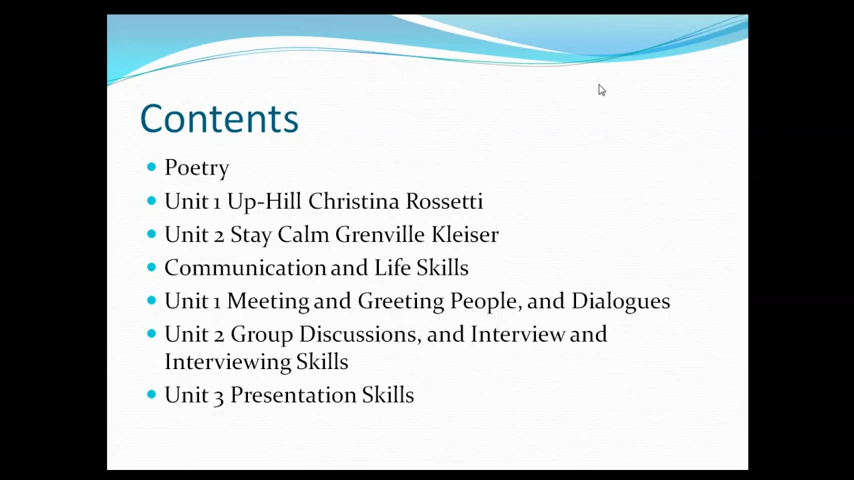 Contents
Poetry
Unit 1 Up-Hill Christina Rossetti
Unit 2 Stay Calm Grenville Kleiser
Communication and Life Skills
Unit 1 Meeting and Greeting People, and Dialogues
Unit 2 Group Discussions, and Interview and
Interviewing Skills
Unit 3 Presentation Skills